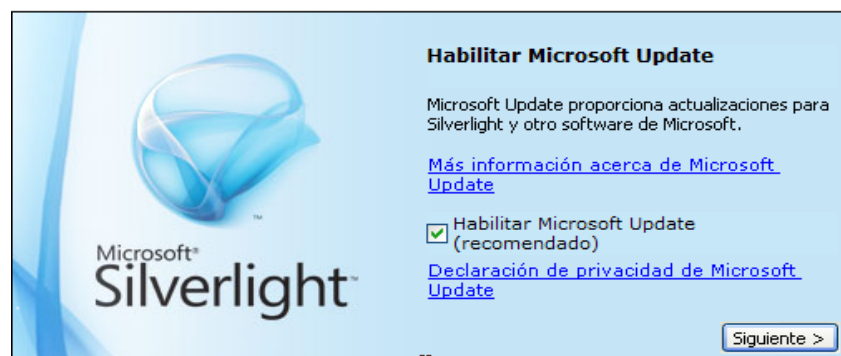 Habilitar Microsoft Update
Microsoft Update proporciona actualizaciones para
Silverlight y otro software de Microsoft.
Más información acerca de Microsoft
Update
Habilitar Microsoft Update
(recomendado)
Declaración de privacidad de Microsoft
Update
Siguiente >
TM
Microsoft®
Silverlight™